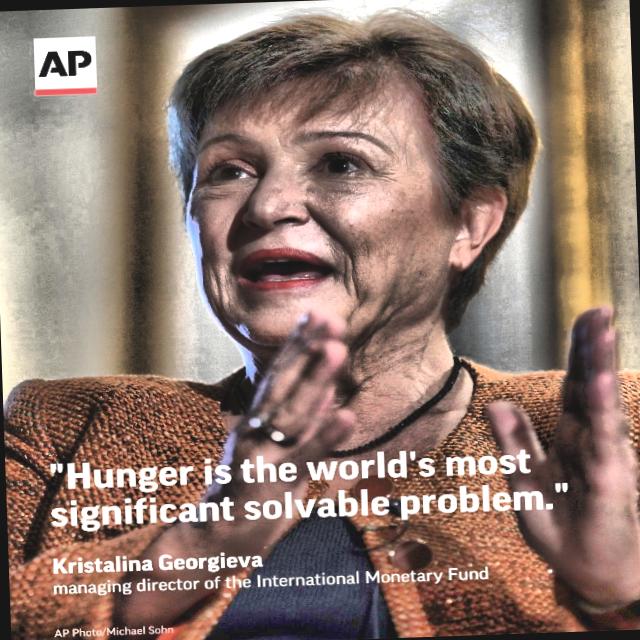 AP
"Hunger is the world's most
significant solvable problem."
Kristalina Georgieva
managing director of the International Monetary Fund
AP Photo/Michael Sohn